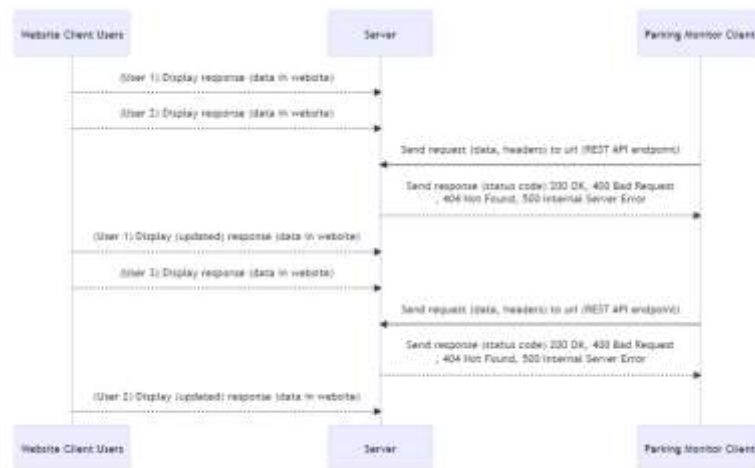 Website Client Users
Server
Parking Monitor Client
(User 1) Display response (data in website)
(User 2) Display response (data in website)
Send request (data, headers) to url (REST API endpoint)
Send response (status code) 200 OK, 400 Bad Request
, 404 Not Found, 500 Internal Server Error
(User 1) Display (updated) response (data in website)
(User 3) Display response (data in website)
Send request (data, headers) to url (REST API endpoint)
Send response (status code) 200 OK, 400 Bad Request
, 404 Not Found, 500 Internal Server Error
(User 2) Display (updated) response (data in website)
Website Client Users
Server
Parking Monitor Client